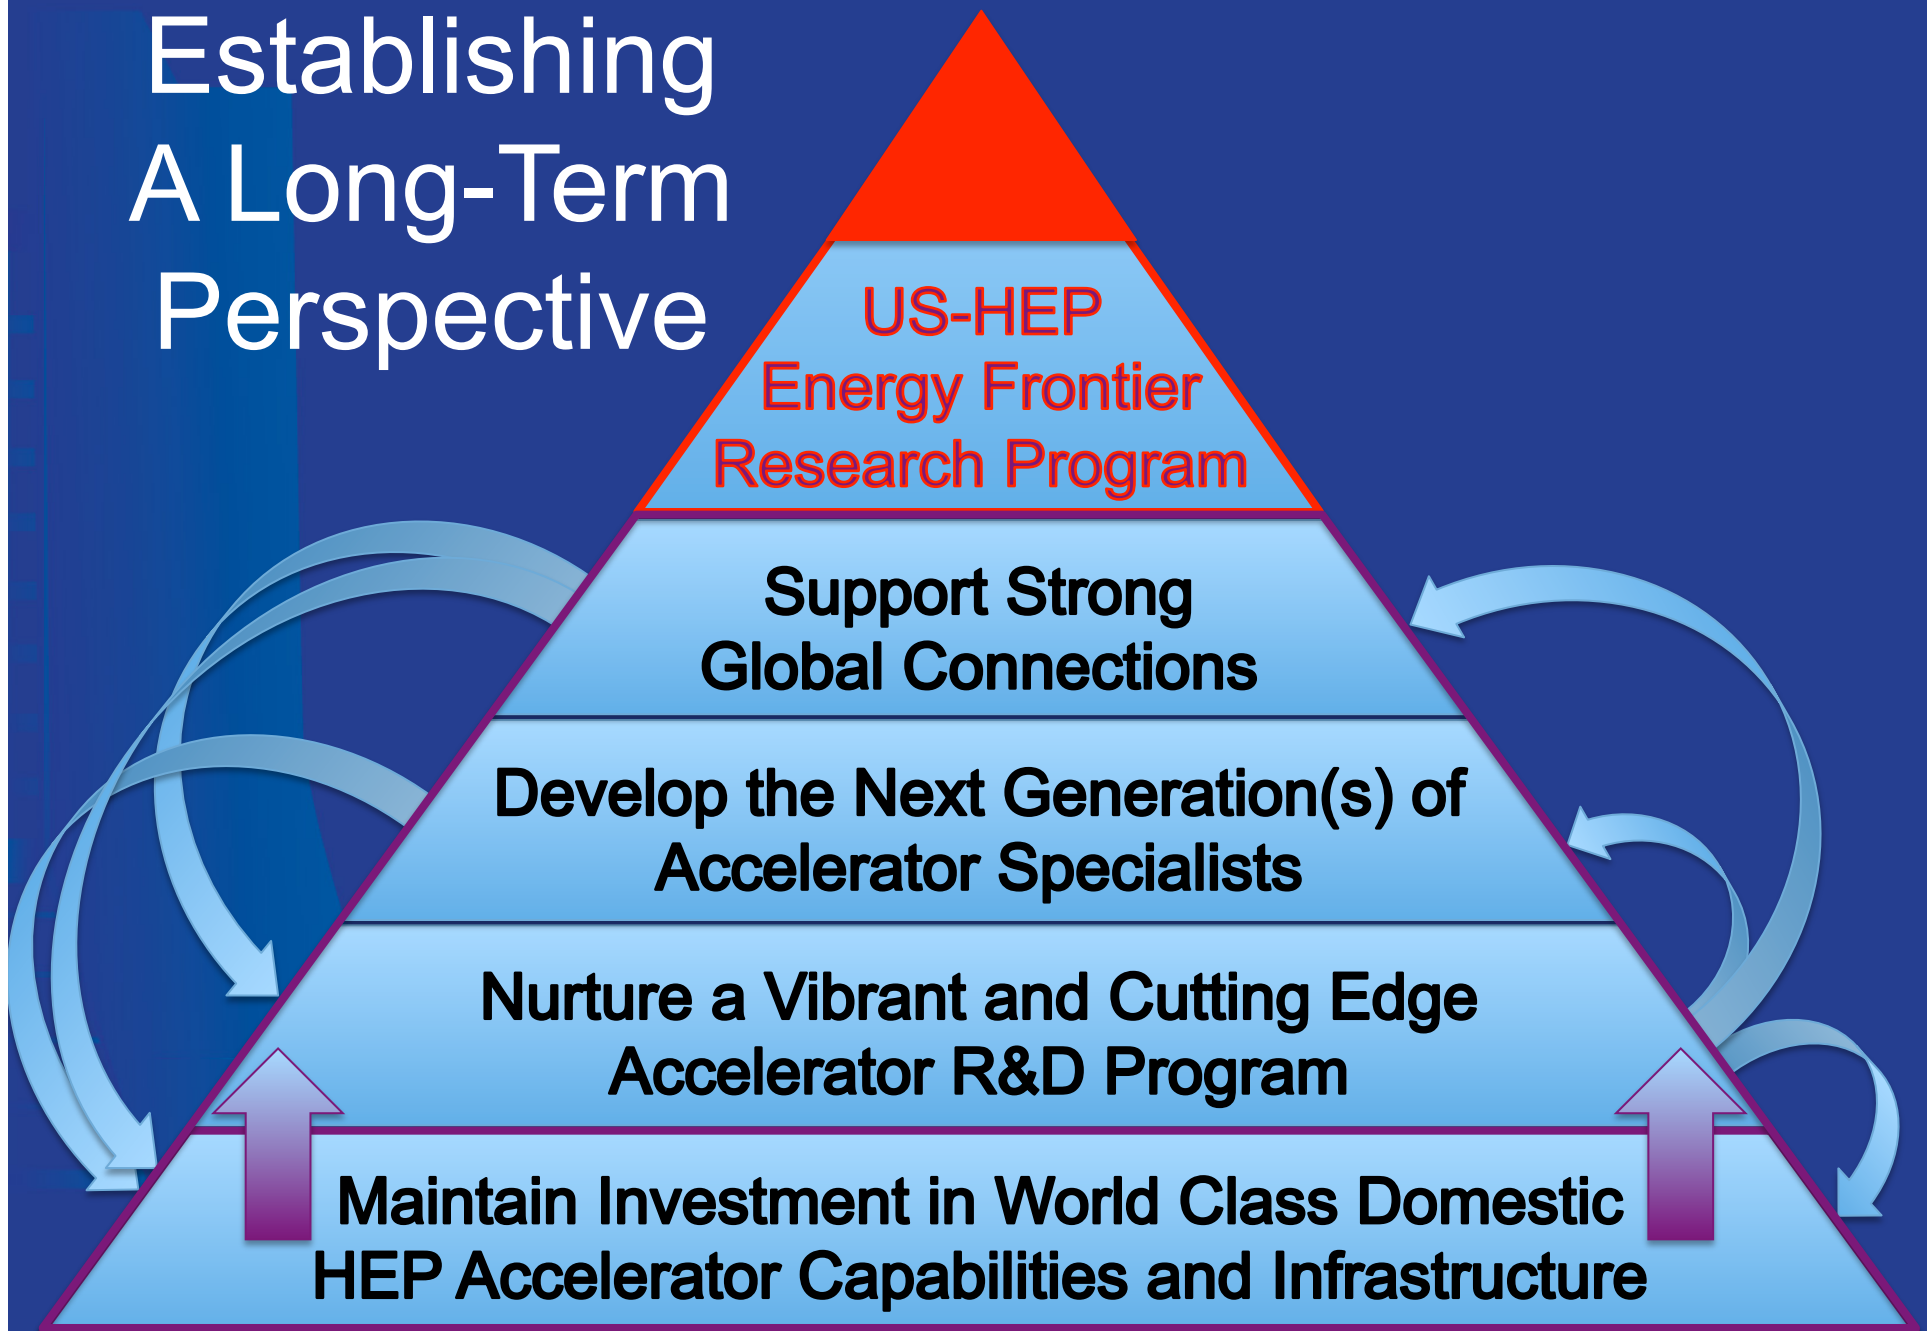 Establishing
A Long-Term
Perspective
US-HEP
Energy Frontier
Research Program
Support Strong
Global Connections
Develop the Next Generation(s) of
Accelerator Specialists
Nurture a Vibrant and Cutting Edge
Accelerator R&D Program
Maintain Investment in World Class Domestic
HEP Accelerator Capabilities and Infrastructure